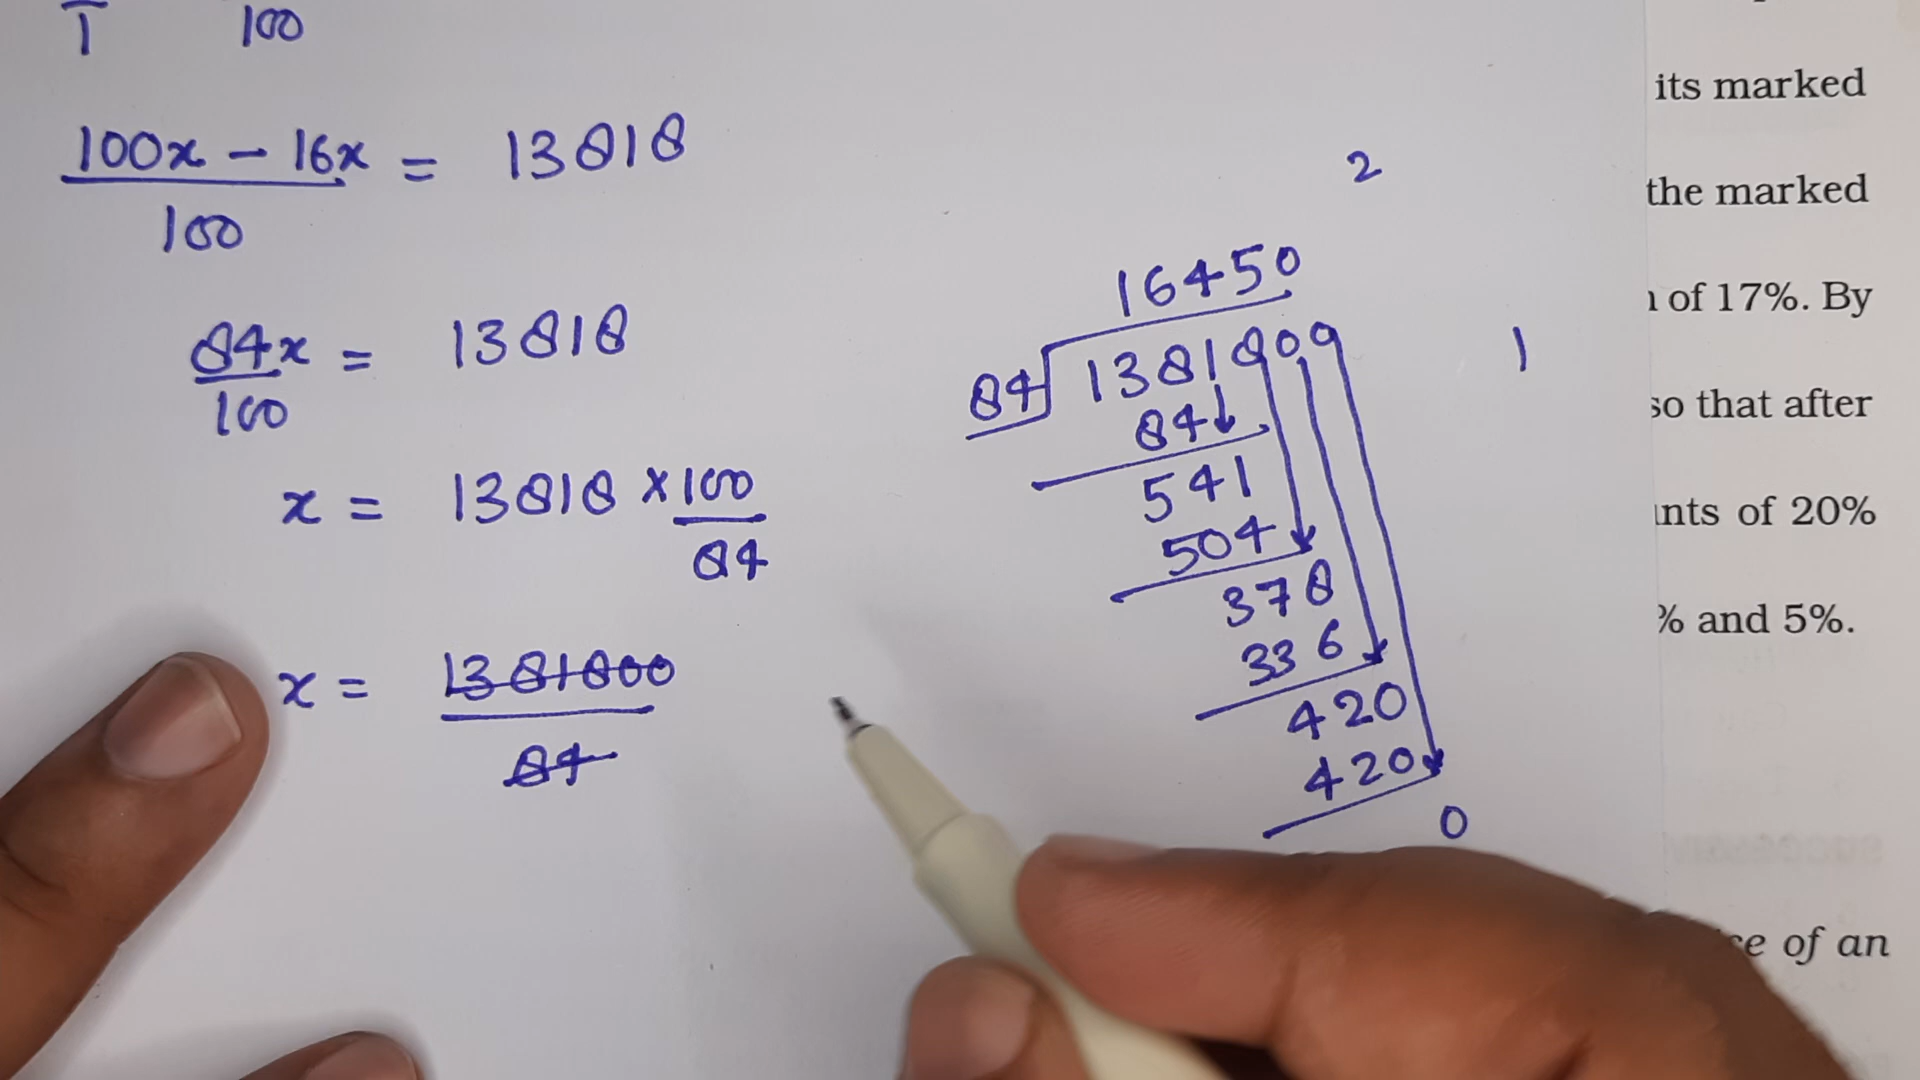 1 100
100x - 16x = 13818
100
84x = 13818
100
x = 13818 × 100
84
x = 1381800
84
2
16450
84 1381800
84
541
504
378
336
420
420
0
1
its marked
the marked
of 17%. By
so that after
of 20%
% and 5%.
of an